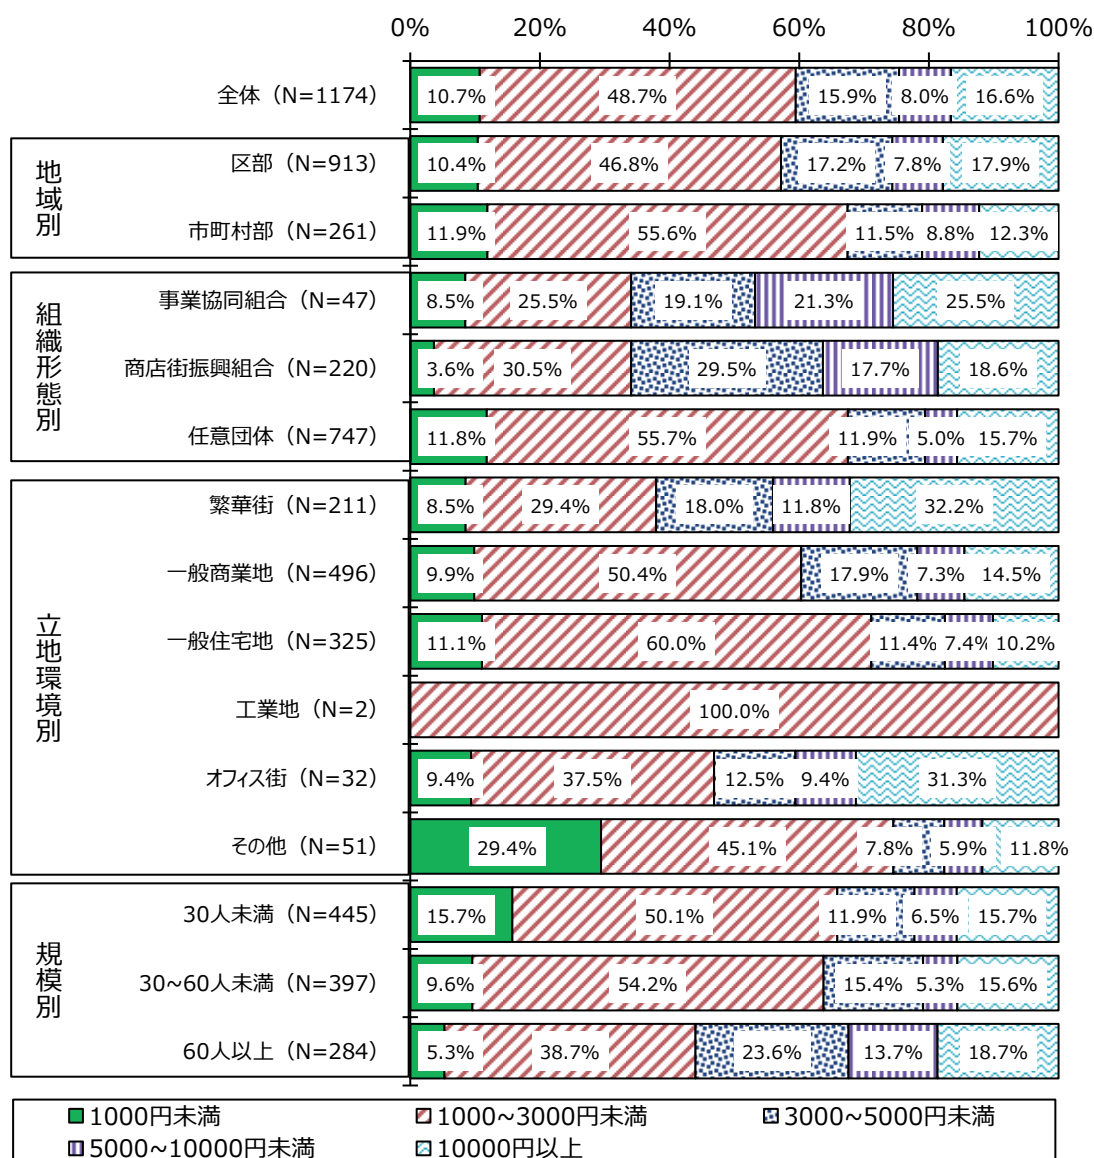 0% 20% 40% 60% 80% 100%
全体（N=1174） 10.7% 48.7% 15.9% 8.0% 16.6%
地域別
区部（N=913） 10.4% 46.8% 17.2% 7.8% 17.9%
市町村部（N=261） 11.9% 55.6% 11.5% 8.8% 12.3%
組織形態別
事業協同組合（N=47） 8.5% 25.5% 19.1% 21.3% 25.5%
商店街振興組合（N=220） 3.6% 30.5% 29.5% 17.7% 18.6%
任意団体（N=747） 11.8% 55.7% 11.9% 5.0% 15.7%
立地環境別
繁華街（N=211） 8.5% 29.4% 18.0% 11.8% 32.2%
一般商業地（N=496） 9.9% 50.4% 17.9% 7.3% 14.5%
一般住宅地（N=325） 11.1% 60.0% 11.4% 7.4% 10.2%
工業地（N=2） 100.0%
オフィス街（N=32） 9.4% 37.5% 12.5% 9.4% 31.3%
その他（N=51） 29.4% 45.1% 7.8% 5.9% 11.8%
規模別
30人未満（N=445） 15.7% 50.1% 11.9% 6.5% 15.7%
30~60人未満（N=397） 9.6% 54.2% 15.4% 5.3% 15.6%
60人以上（N=284） 5.3% 38.7% 23.6% 13.7% 18.7%
1000円未満 1000~3000円未満 3000~5000円未満
5000~10000円未満 10000円以上